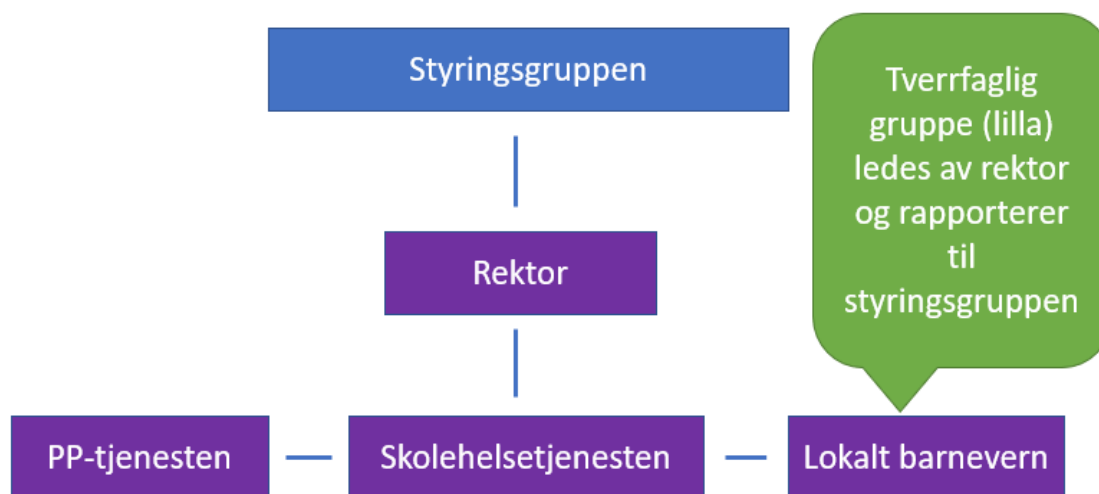 Styringsgruppen
Tverrfaglig
gruppe (lilla)
ledes av rektor
og rapporterer
til
styringsgruppen
Rektor
PP-tjenesten
Skolehelsetjenesten
Lokalt barnevern